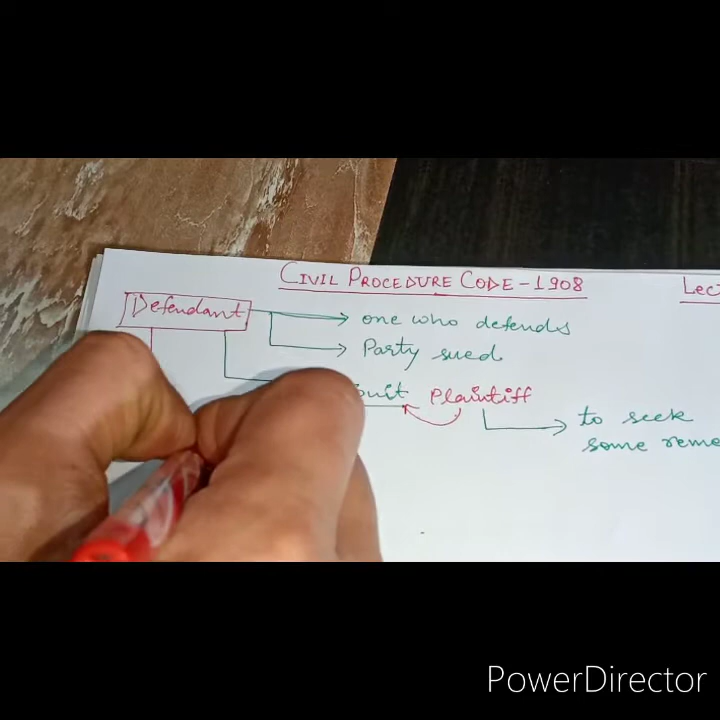 CIVIL PROCEDURE CODE - 1908
Lec
Defendant
one who defends
Party sued
Suit Plaintiff
to seek
some reme
PowerDirector